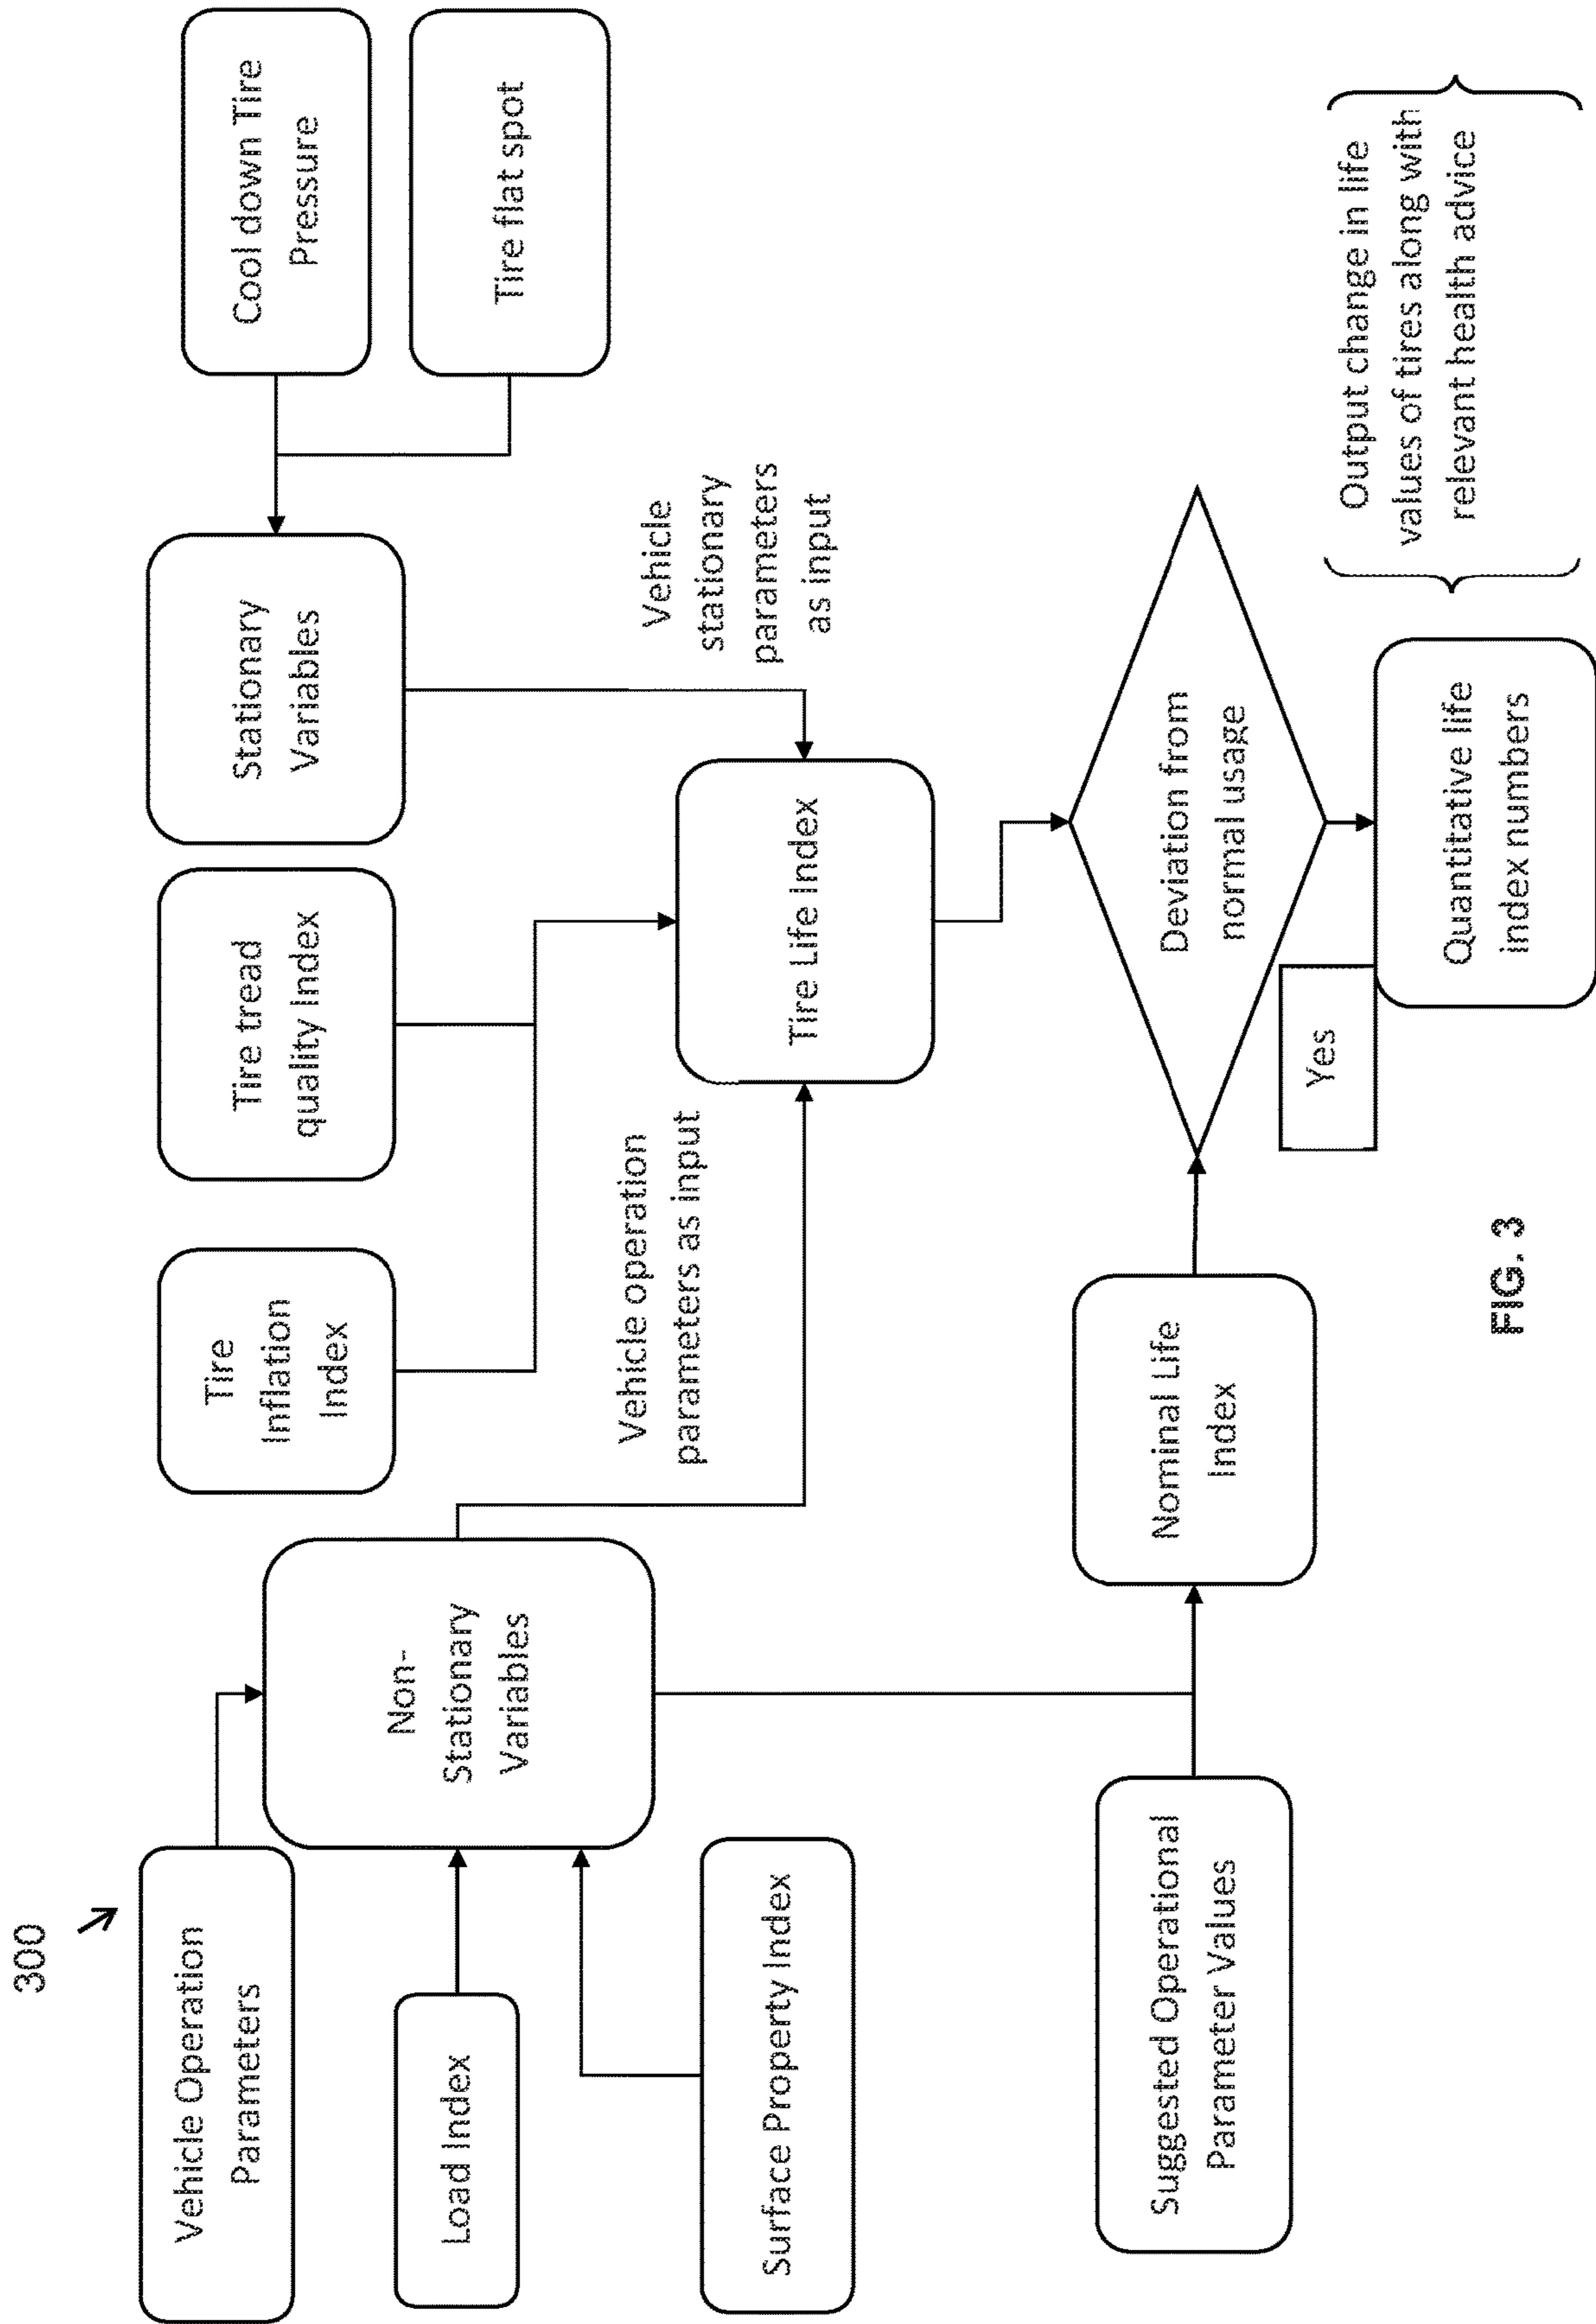 300
Vehicle Operation
Parameters
Load Index
Surface Property Index
Suggested Operational
Parameter Values
Non-
Stationary
Variables
Tire
Inflation
Index
Tire tread
quality Index
Stationary
Variables
Cool down Tire
Pressure
Tire flat spot
Vehicle operation
parameters as input
Vehicle
stationary
parameters
as input
Tire Life Index
Nominal Life
Index
Deviation from
normal usage
Yes
Quantitative life
index numbers
Output change in life
values of tires along with
relevant health advice
FIG. 3